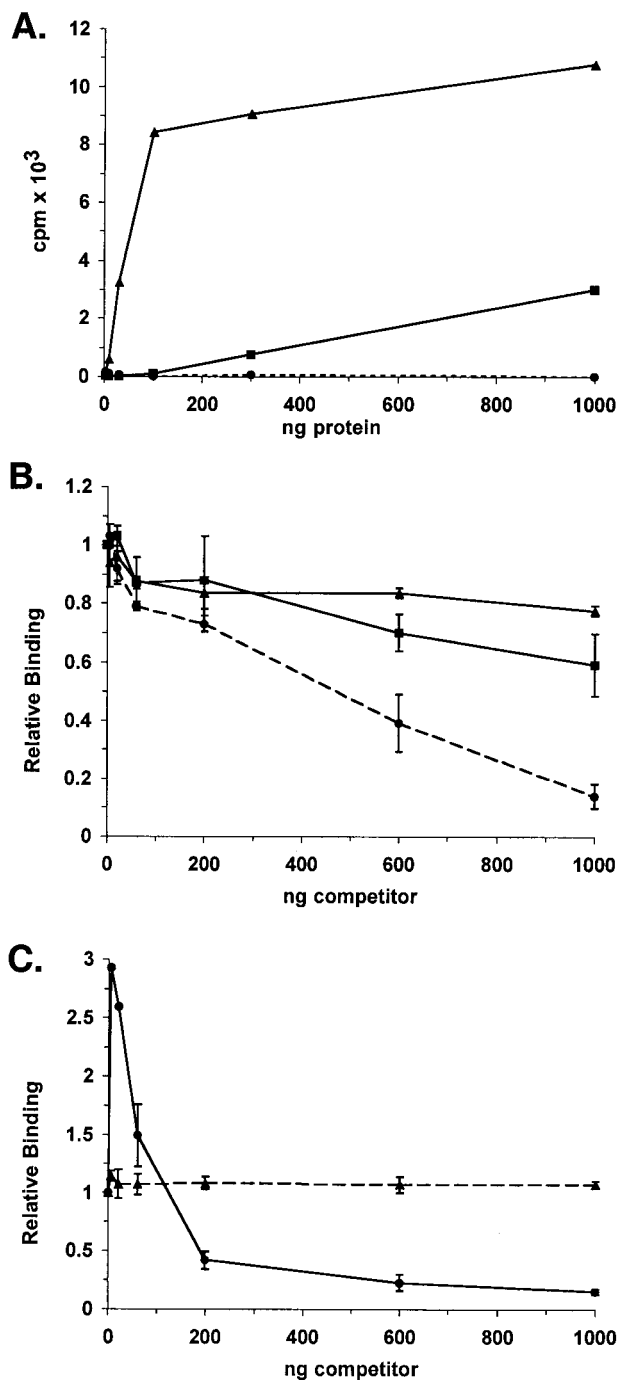 A.
12
10
8
6
4
2
0
cpm x 10³
0 200 400 600 800 1000
ng protein
B.
1.2
1
0.8
0.6
0.4
0.2
0
Relative Binding
0 200 400 600 800 1000
ng competitor
C.
3
2.5
2
1.5
1
0.5
0
Relative Binding
0 200 400 600 800 1000
ng competitor